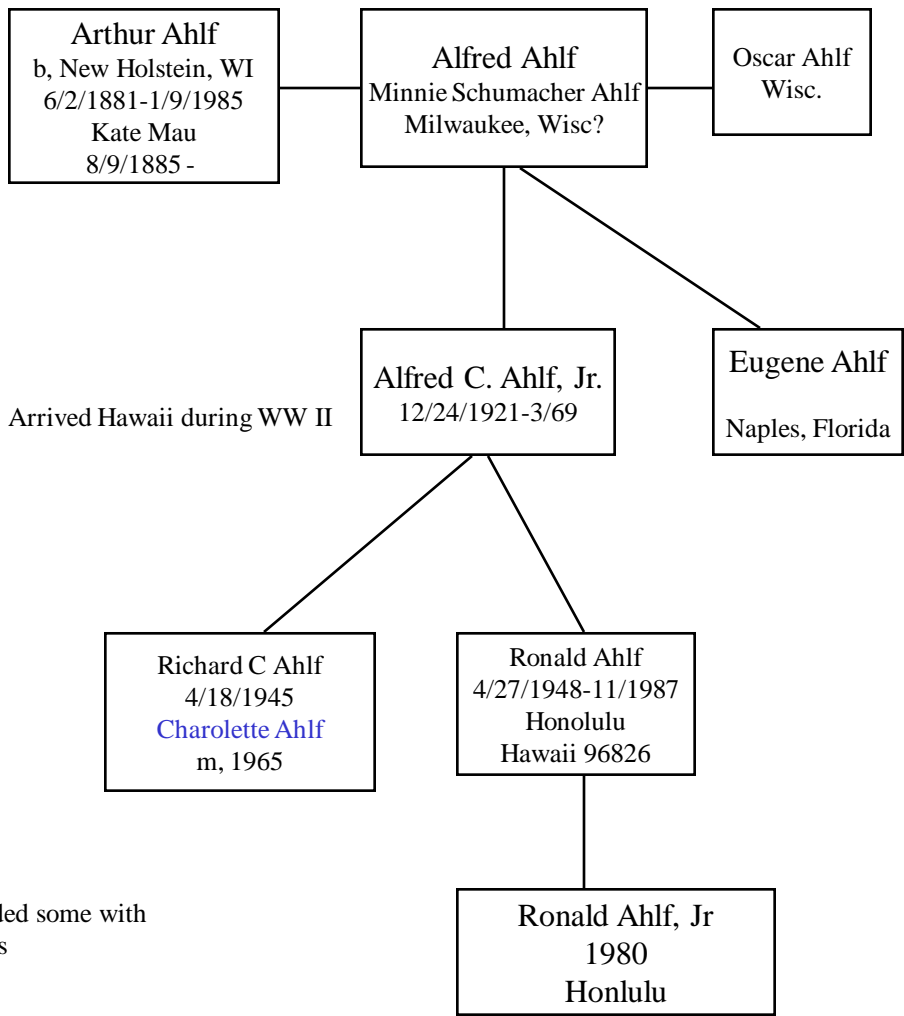 Arthur Ahlf
b, New Holstein, WI
6/2/1881-1/9/1985
Kate Mau
8/9/1885 -
Alfred Ahlf
Minnie Schumacher Ahlf
Milwaukee, Wisc?
Oscar Ahlf
Wisc.
Arrived Hawaii during WW II
Alfred C. Ahlf, Jr.
12/24/1921-3/69
Eugene Ahlf
Naples, Florida
Richard C Ahlf
4/18/1945
Charolette Ahlf
m, 1965
Ronald Ahlf
4/27/1948-11/1987
Honolulu
Hawaii 96826
some with
Ronald Ahlf, Jr
1980
Honlulu